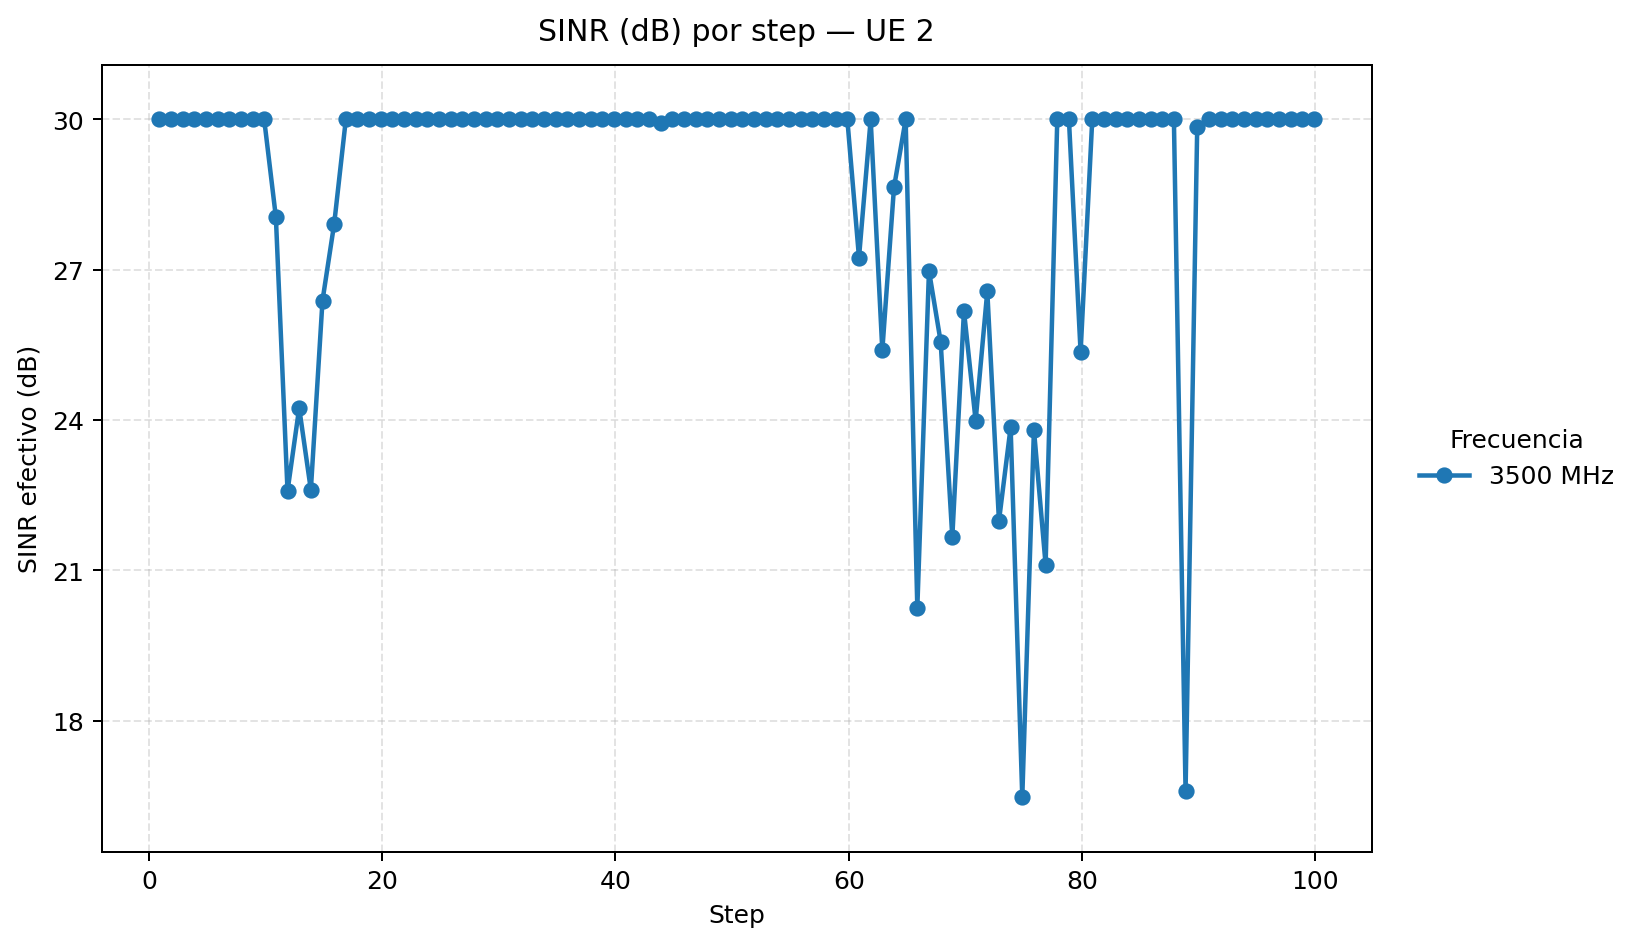 SINR (dB) por step — UE 2
30
27
24
21
18
SINR efectivo (dB)
0 20 40 60 80 100
Step
Frecuencia
3500 MHz